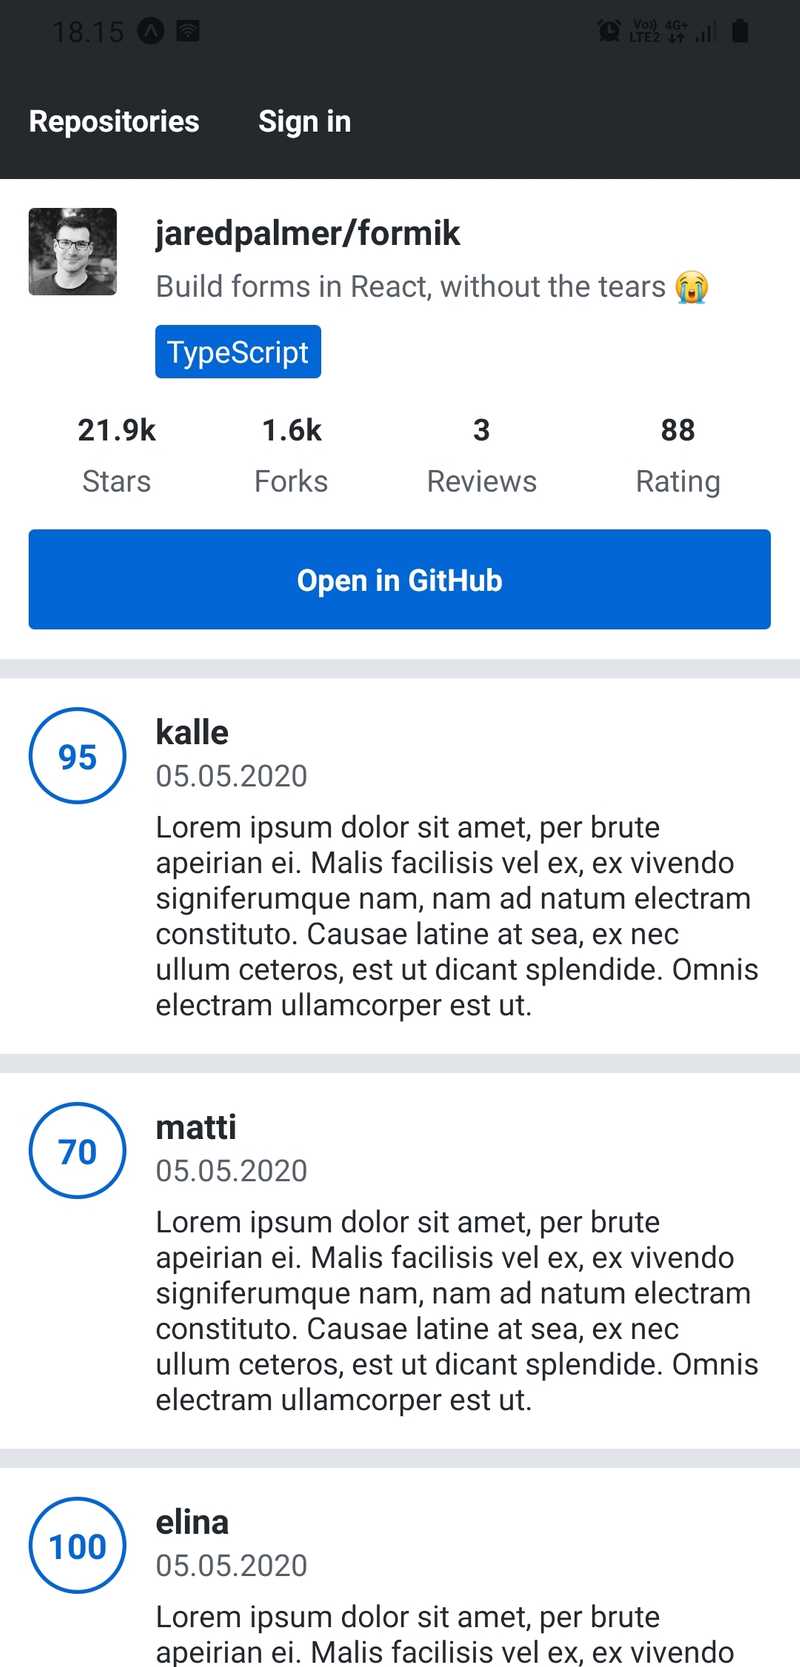 18.15 Vo)) LTE2 4G+
Repositories Sign in
jaredpalmer/formik
Build forms in React, without the tears 😭
TypeScript
21.9k 1.6k 3 88
Stars Forks Reviews Rating
Open in GitHub
95 kalle
05.05.2020
Lorem ipsum dolor sit amet, per brute
apeirian ei. Malis facilisis vel ex, ex vivendo
signiferumque nam, nam ad natum electram
constituto. Causae latine at sea, ex nec
ullum ceteros, est ut dicant splendide. Omnis
electram ullamcorper est ut.
70 matti
05.05.2020
Lorem ipsum dolor sit amet, per brute
apeirian ei. Malis facilisis vel ex, ex vivendo
signiferumque nam, nam ad natum electram
constituto. Causae latine at sea, ex nec
ullum ceteros, est ut dicant splendide. Omnis
electram ullamcorper est ut.
100 elina
05.05.2020
Lorem ipsum dolor sit amet, per brute
apeirian ei. Malis facilisis vel ex, ex vivendo